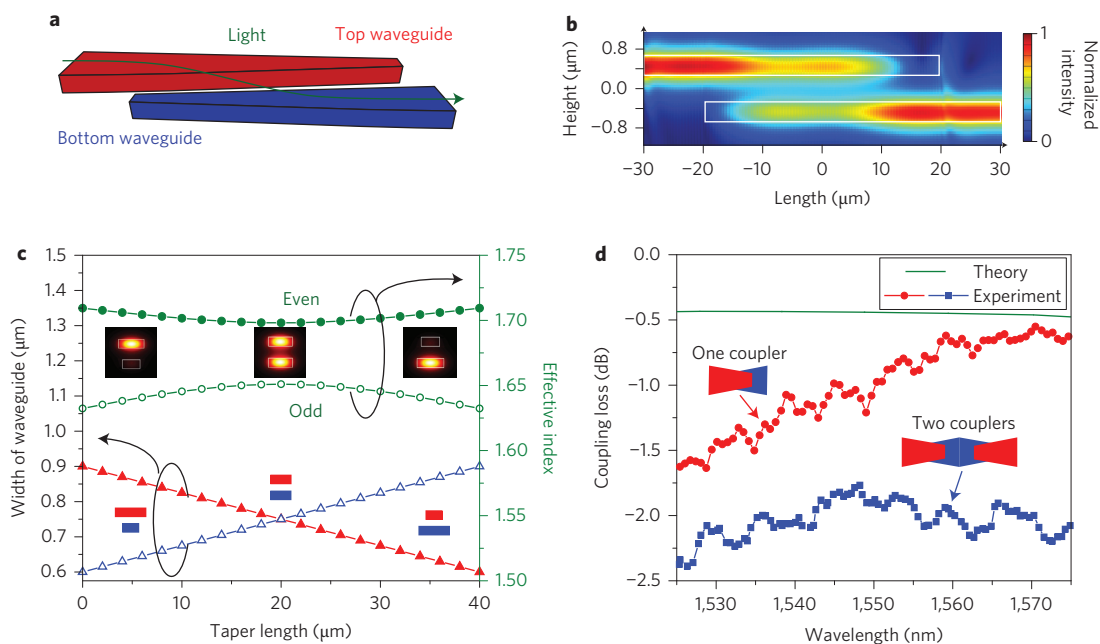 a
Light
Top waveguide
Bottom waveguide
b
Height (μm)
0.8
0.0
−0.8
−30
−20
−10
0
10
20
30
Length (μm)
1
0
Normalized
intensity
c
Width of waveguide (μm)
1.5
1.4
1.3
1.2
1.1
1.0
0.9
0.8
0.7
0.6
Even
Odd
1.75
1.70
1.65
1.60
1.55
1.50
Effective index
0
10
20
30
40
Taper length (μm)
d
Coupling loss (dB)
0.0
−0.5
−1.0
−1.5
−2.0
−2.5
Theory
Experiment
One coupler
Two couplers
1,530
1,540
1,550
1,560
1,570
Wavelength (nm)